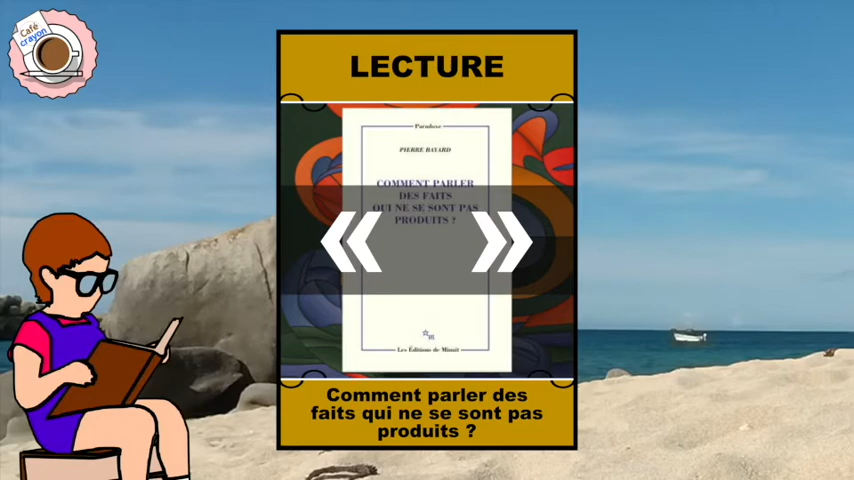 Café
crayon
LECTURE
Paradoxe
PIERRE BAYARD
COMMENT PARLER
DES FAITS
QUI NE SE SONT PAS
PRODUITS ?
Les Éditions de Minuit
Comment parler des
faits qui ne se sont pas
produits ?